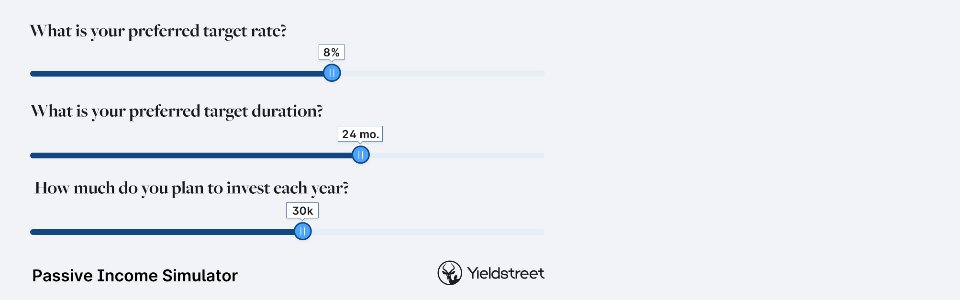 What is your preferred target rate?
8%
What is your preferred target duration?
24 mo.
How much do you plan to invest each year?
30k
Passive Income Simulator
Yieldstreet